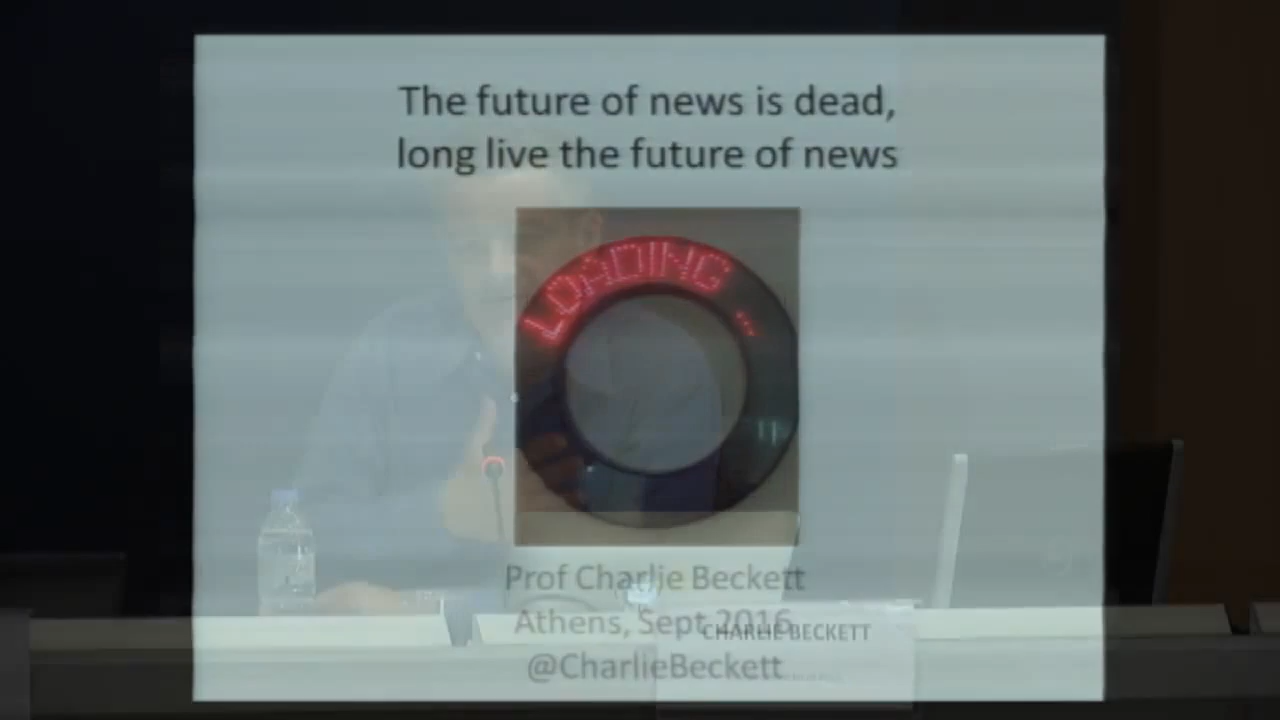 The future of news is dead,
long live the future of news
LOADING ...
Prof Charlie Beckett
Athens, Sept 2016
@CharlieBeckett
CHARLIE BECKETT